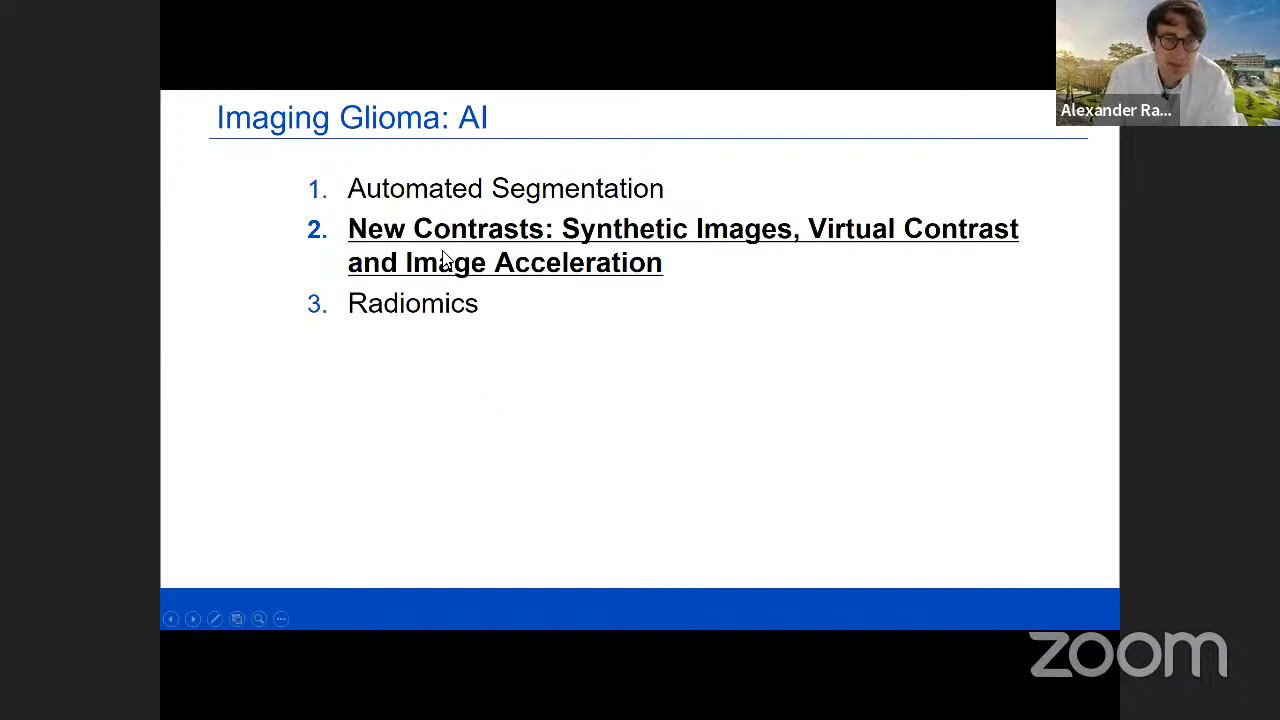 Imaging Glioma: AI
Alexander Ra...
1. Automated Segmentation
2. New Contrasts: Synthetic Images, Virtual Contrast
and Image Acceleration
3. Radiomics
zoom